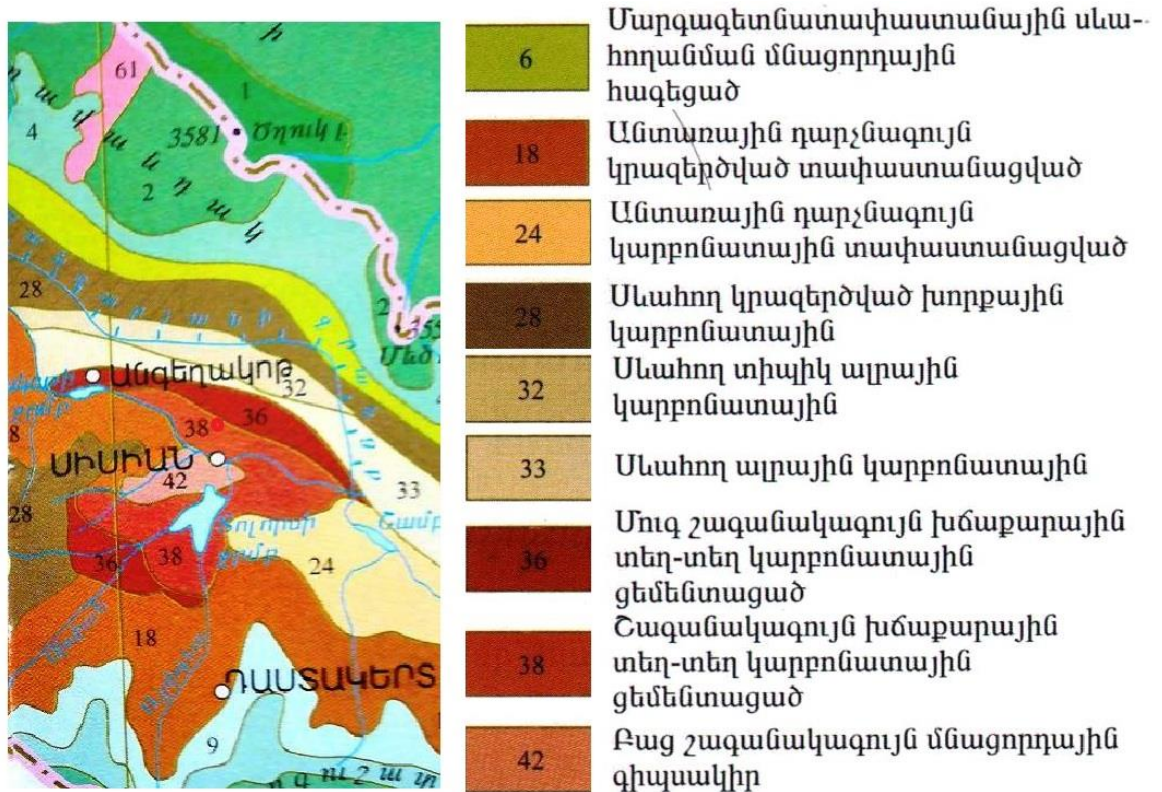 61
1
3581
Ծղուկ
4
2
2
28
Անգեղակոթ
32
36
38
ՍԻՍԻԱՆ
42
33
28
36
38
24
18
ԴԱՍՏԱԿԵՐՏ
9
6
Մարգագետնատափաստանային սևա-
հողանման մնացորդային
հագեցած
18
Անտառային դարչնագույն
կրազերծված տափաստանացված
24
Անտառային դարչնագույն
կարբոնատային տափաստանացված
28
Սևահող կրազերծված խորքային
կարբոնատային
32
Սևահող տիպիկ ալրային
կարբոնատային
33
Սևահող ալրային կարբոնատային
36
Մուգ շագանակագույն խճաքարային
տեղ-տեղ կարբոնատային
ցեմենտացած
38
Շագանակագույն խճաքարային
տեղ-տեղ կարբոնատային
ցեմենտացած
42
Բաց շագանակագույն մնացորդային
գիպսակիր